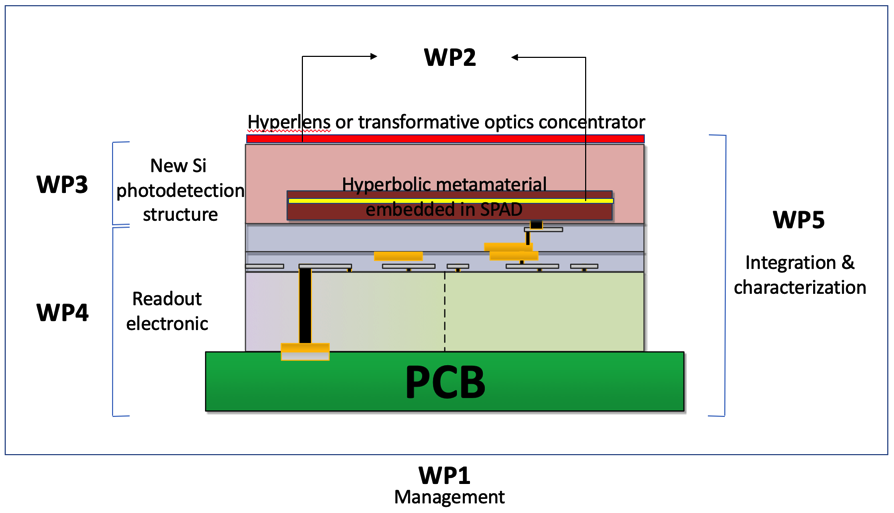 WP2
Hyperlens or transformative optics concentrator
WP3
New Si
photodetection
structure
Hyperbolic metamaterial
embedded in SPAD
WP5
Integration &
characterization
WP4
Readout
electronic
PCB
WP1
Management